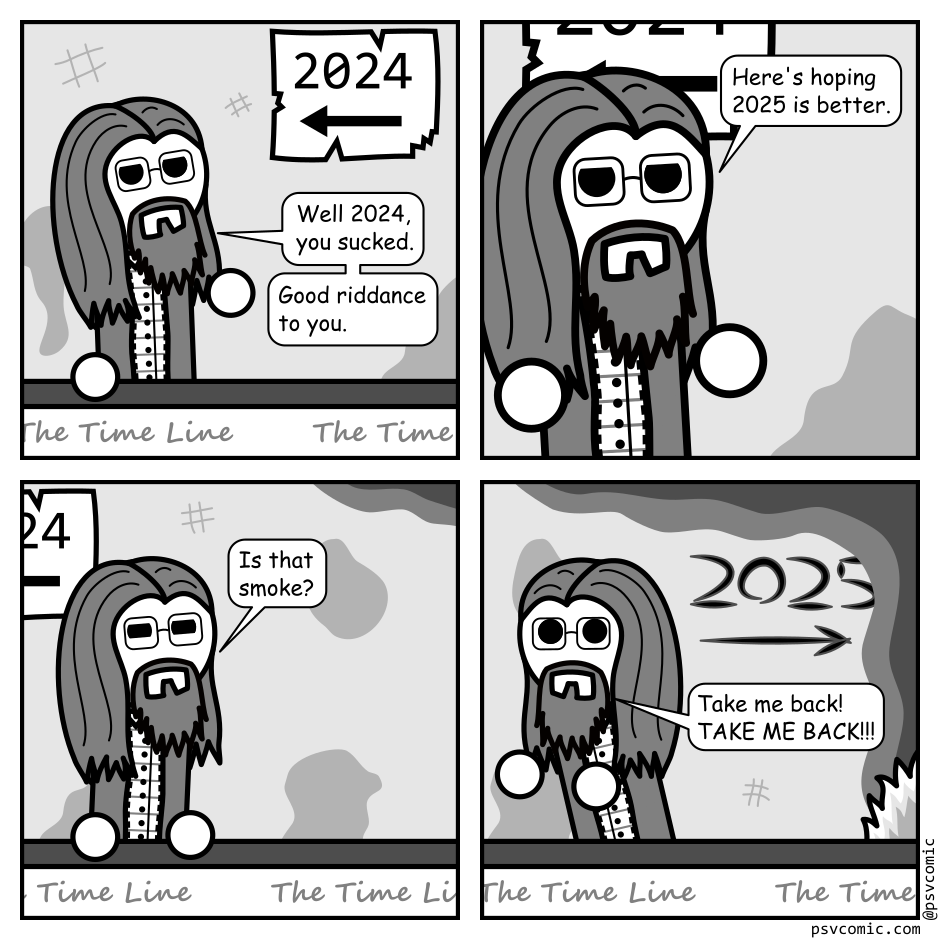 2024
Well 2024,
you sucked.
Good riddance
to you.
The Time Line The Time
2024
Here's hoping
2025 is better.
24
Is that
smoke?
Time Line The Time Li
2025
Take me back!
TAKE ME BACK!!!
The Time Line The Time
@psvcomic
psvcomic.com